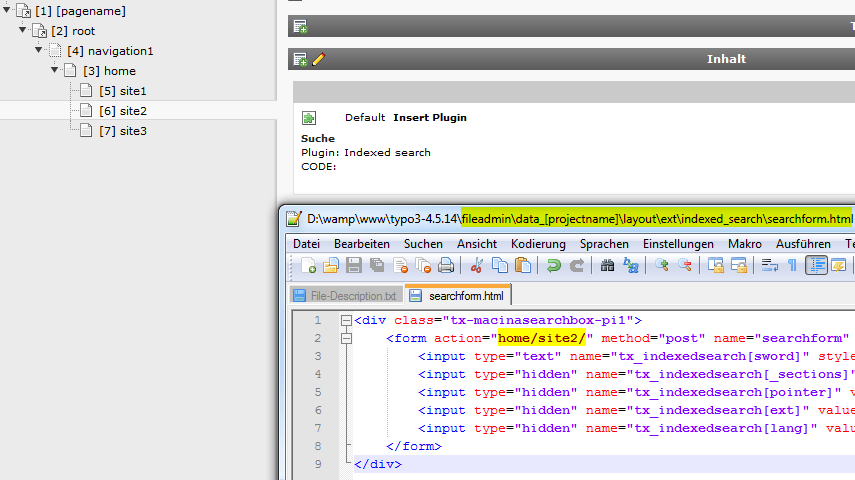 [1] [pagename]
[2] root
[4] navigation1
[3] home
[5] site1
[6] site2
[7] site3
Inhalt
Default Insert Plugin
Suche
Plugin: Indexed search
CODE:
D:\wamp\www\typo3-4.5.14\fileadmin\data_[projectname]\layout\ext\indexed_search\searchform.html
Datei Bearbeiten Suchen Ansicht Kodierung Sprachen Einstellungen Makro Ausführen Te
File-Description.txt searchform.html
1 <div class="tx-macinasearchbox-pi1">
2 <form action="home/site2/" method="post" name="searchform"
3 <input type="text" name="tx_indexedsearch[sword]" style
4 <input type="hidden" name="tx_indexedsearch[_sections]"
5 <input type="hidden" name="tx_indexedsearch[pointer]" v
6 <input type="hidden" name="tx_indexedsearch[ext]" value
7 <input type="hidden" name="tx_indexedsearch[lang]" valu
8 </form>
9 </div>